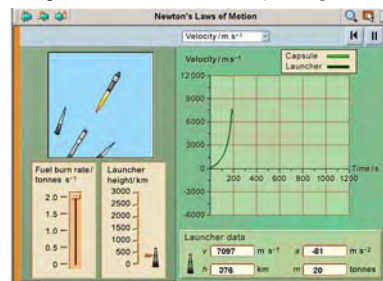 Newton's Laws of Motion
Velocity/m s⁻¹
Velocity/m s⁻¹
Capsule
Launcher
12000
9000
6000
3000
0
-3000
-6000
200 400 600 800 1000 1200
Time/s
Fuel burn rate/
tonnes s⁻¹
2.0
1.5
1.0
0.5
0
Launcher
height/km
3000
2500
2000
1500
1000
500
0
Launcher data
v 7097 m s⁻¹ a -81 m s⁻²
h 376 km m 20 tonnes